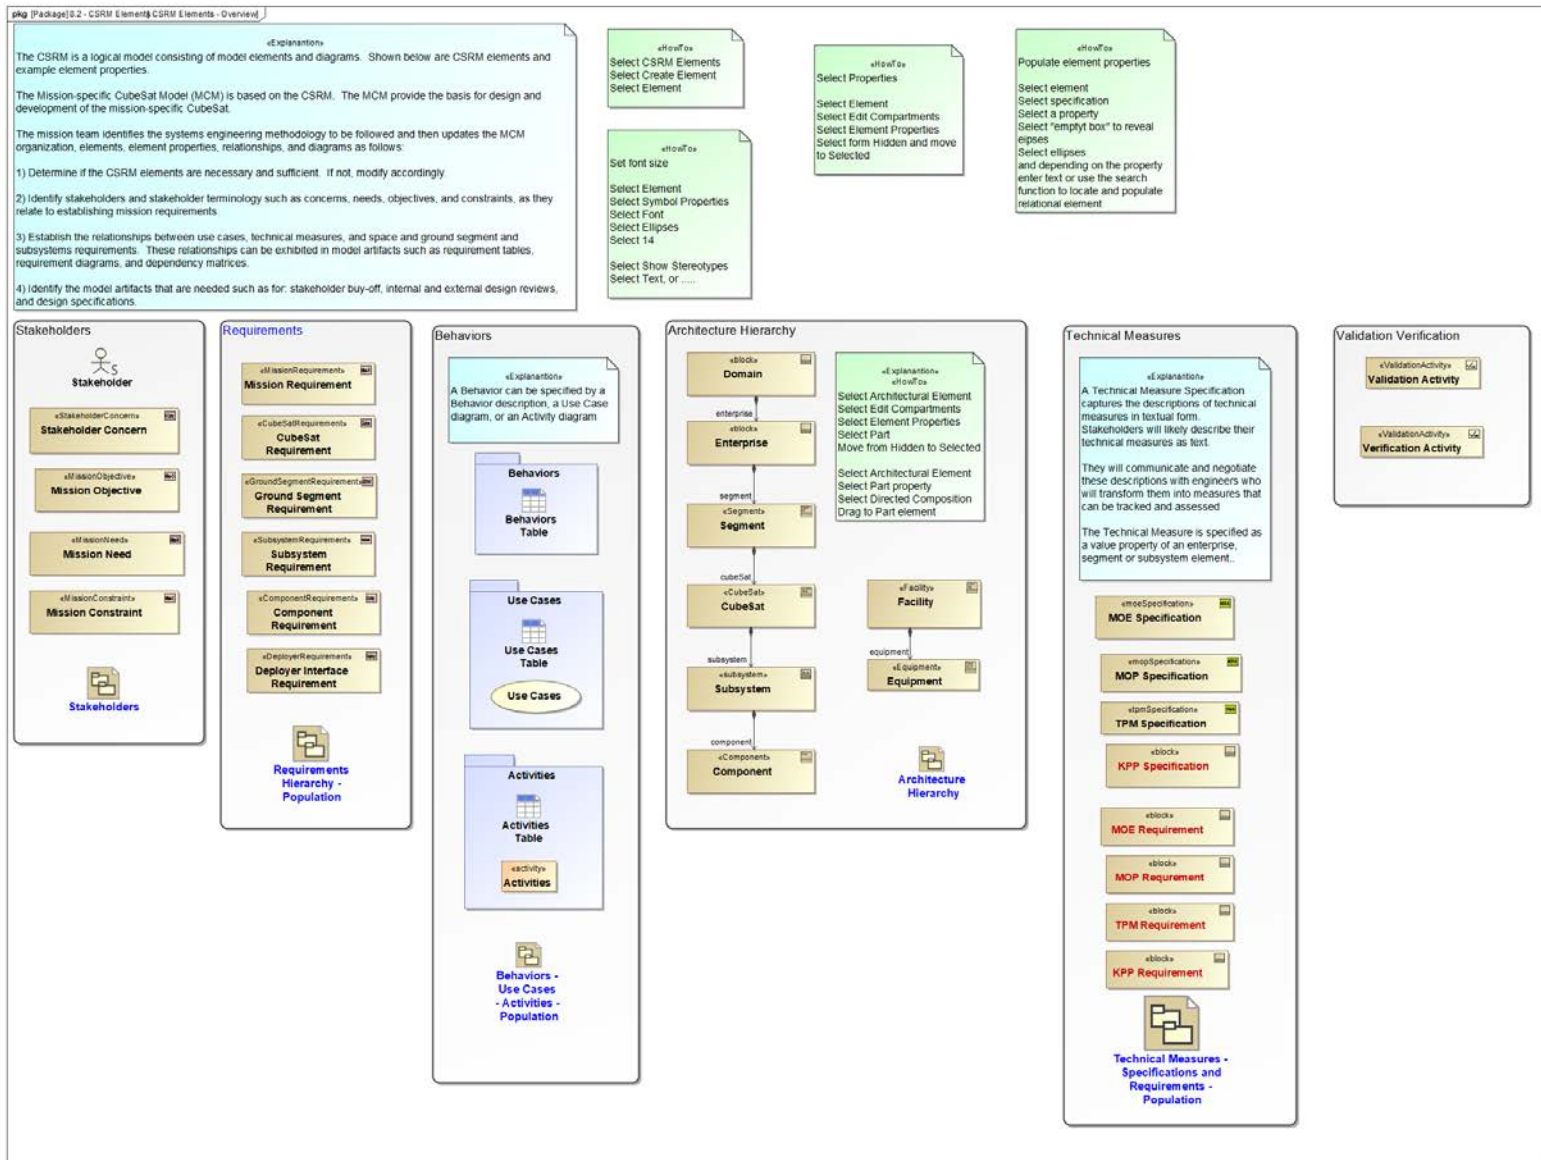 pkg [Package] 8.2 - CSRM Elements [ CSRM Elements - Overview ]
«Explanantion»
The CSRM is a logical model consisting of model elements and diagrams. Shown below are CSRM elements and
example element properties.
The Mission-specific CubeSat Model (MCM) is based on the CSRM. The MCM provide the basis for design and
development of the mission-specific CubeSat.
The mission team identifies the systems engineering methodology to be followed and then updates the MCM
organization, elements, element properties, relationships, and diagrams as follows:
1) Determine if the CSRM elements are necessary and sufficient. If not, modify accordingly.
2) Identify stakeholders and stakeholder terminology such as concerns, needs, objectives, and constraints, as they
relate to establishing mission requirements
3) Establish the relationships between use cases, technical measures, and space and ground segment and
subsystems requirements. These relationships can be exhibited in model artifacts such as requirement tables,
requirement diagrams, and dependency matrices.
4) Identify the model artifacts that are needed such as for: stakeholder buy-off, internal and external design reviews,
and design specifications.
«HowTo»
Select CSRM Elements
Select Create Element
Select Element
«HowTo»
Set font size
Select Element
Select Symbol Properties
Select Font
Select Ellipses
Select 14
Select Show Stereotypes
Select Text, or .....
«HowTo»
Select Properties
Select Element
Select Edit Compartments
Select Element Properties
Select form Hidden and move
to Selected
«HowTo»
Populate element properties
Select element
Select specification
Select a property
Select "emptyt box" to reveal
eipses
Select ellipses
and depending on the property
enter text or use the search
function to locate and populate
relational element
Stakeholders
S
Stakeholder
«StakeholderConcern»
Stakeholder Concern
«MissionObjective»
Mission Objective
«MissionNeed»
Mission Need
«MissionConstraint»
Mission Constraint
Stakeholders
Requirements
«MissionRequirement»
Mission Requirement
«CubeSatRequirement»
CubeSat
Requirement
«GroundSegmentRequirement»
Ground Segment
Requirement
«SubsystemRequirement»
Subsystem
Requirement
«ComponentRequirement»
Component
Requirement
«DeployerRequirement»
Deployer Interface
Requirement
Requirements
Hierarchy -
Population
Behaviors
«Explanantion»
A Behavior can be specified by a
Behavior description, a Use Case
diagram, or an Activity diagram
Behaviors
Behaviors
Table
Use Cases
Use Cases
Table
Use Cases
Activities
Activities
Table
«activity»
Activities
Behaviors -
Use Cases
- Activities -
Population
Architecture Hierarchy
«block»
Domain
enterprise
«block»
Enterprise
segment
«Segment»
Segment
cubeSat
«CubeSat»
CubeSat
subsystem
«subsystem»
Subsystem
component
«Component»
Component
«Explanantion»
«HowTo»
Select Architectural Element
Select Edit Compartments
Select Element Properties
Select Part
Move from Hidden to Selected
Select Architectural Element
Select Part property
Select Directed Composition
Drag to Part element
«Facility»
Facility
equipment
«Equipment»
Equipment
Architecture
Hierarchy
Technical Measures
«Explanantion»
A Technical Measure Specification
captures the descriptions of technical
measures in textual form.
Stakeholders will likely describe their
technical measures as text.
They will communicate and negotiate
these descriptions with engineers who
will transform them into measures that
can be tracked and assessed
The Technical Measure is specified as
a value property of an enterprise,
segment or subsystem element..
«moeSpecification»
MOE Specification
«mopSpecification»
MOP Specification
«tpmSpecification»
TPM Specification
«block»
KPP Specification
«block»
MOE Requirement
«block»
MOP Requrement
«block»
TPM Requirement
«block»
KPP Requirement
Technical Measures -
Specifications and
Requirements -
Population
Validation Verification
«ValidationActivity»
Validation Activity
«ValidationActivity»
Verification Activity